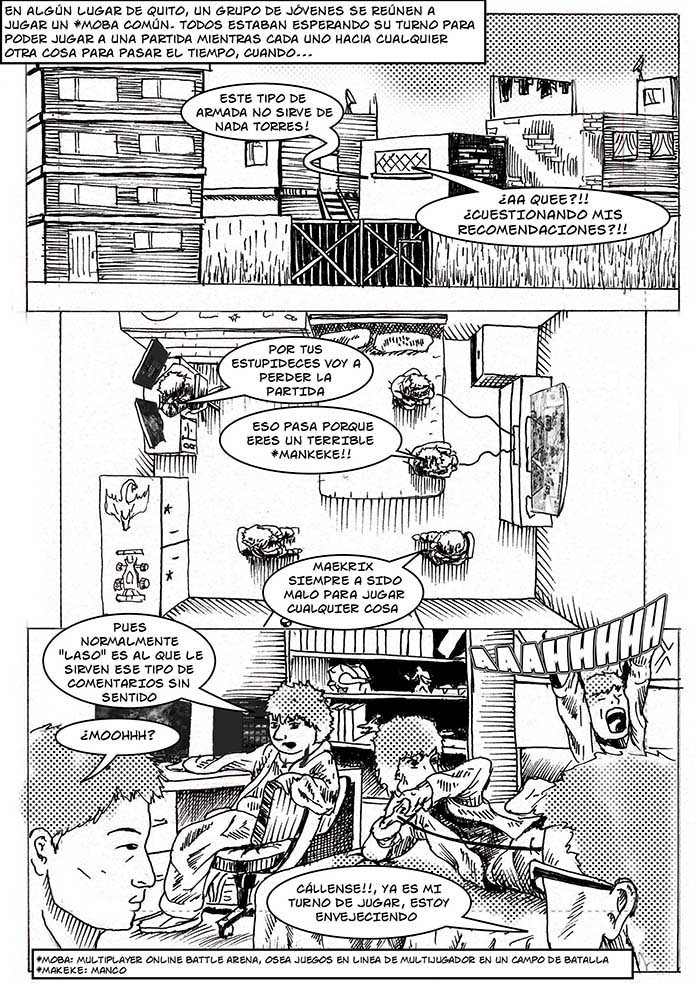 EN ALGÚN LUGAR DE QUITO, UN GRUPO DE JÓVENES SE REÚNEN A
JUGAR UN *MOBA COMÚN. TODOS ESTABAN ESPERANDO SU TURNO PARA
PODER JUGAR A UNA PARTIDA MIENTRAS CADA UNO HACIA CUALQUIER
OTRA COSA PARA PASAR EL TIEMPO, CUANDO...
ESTE TIPO DE
ARMADA NO SIRVE DE
NADA TORRES!
¿AA QUEE?!!
¿CUESTIONANDO MIS
RECOMENDACIONES?!!
POR TUS
ESTUPIDECES VOY A
PERDER LA
PARTIDA
ESO PASA PORQUE
ERES UN TERRIBLE
*MANKEKE!!
MAEKRIX
SIEMPRE A SIDO
MALO PARA JUGAR
CUALQUIER COSA
PUES
NORMALMENTE
"LASO" ES AL QUE LE
SIRVEN ESE TIPO DE
COMENTARIOS SIN
SENTIDO
AAAHHHHH
¿MOOHHH?
CÁLLENSE!!, YA ES MI
TURNO DE JUGAR, ESTOY
ENVEJECIENDO
*MOBA: MULTIPLAYER ONLINE BATTLE ARENA, OSEA JUEGOS EN LINEA DE MULTIJUGADOR EN UN CAMPO DE BATALLA
*MAKEKE: MANCO